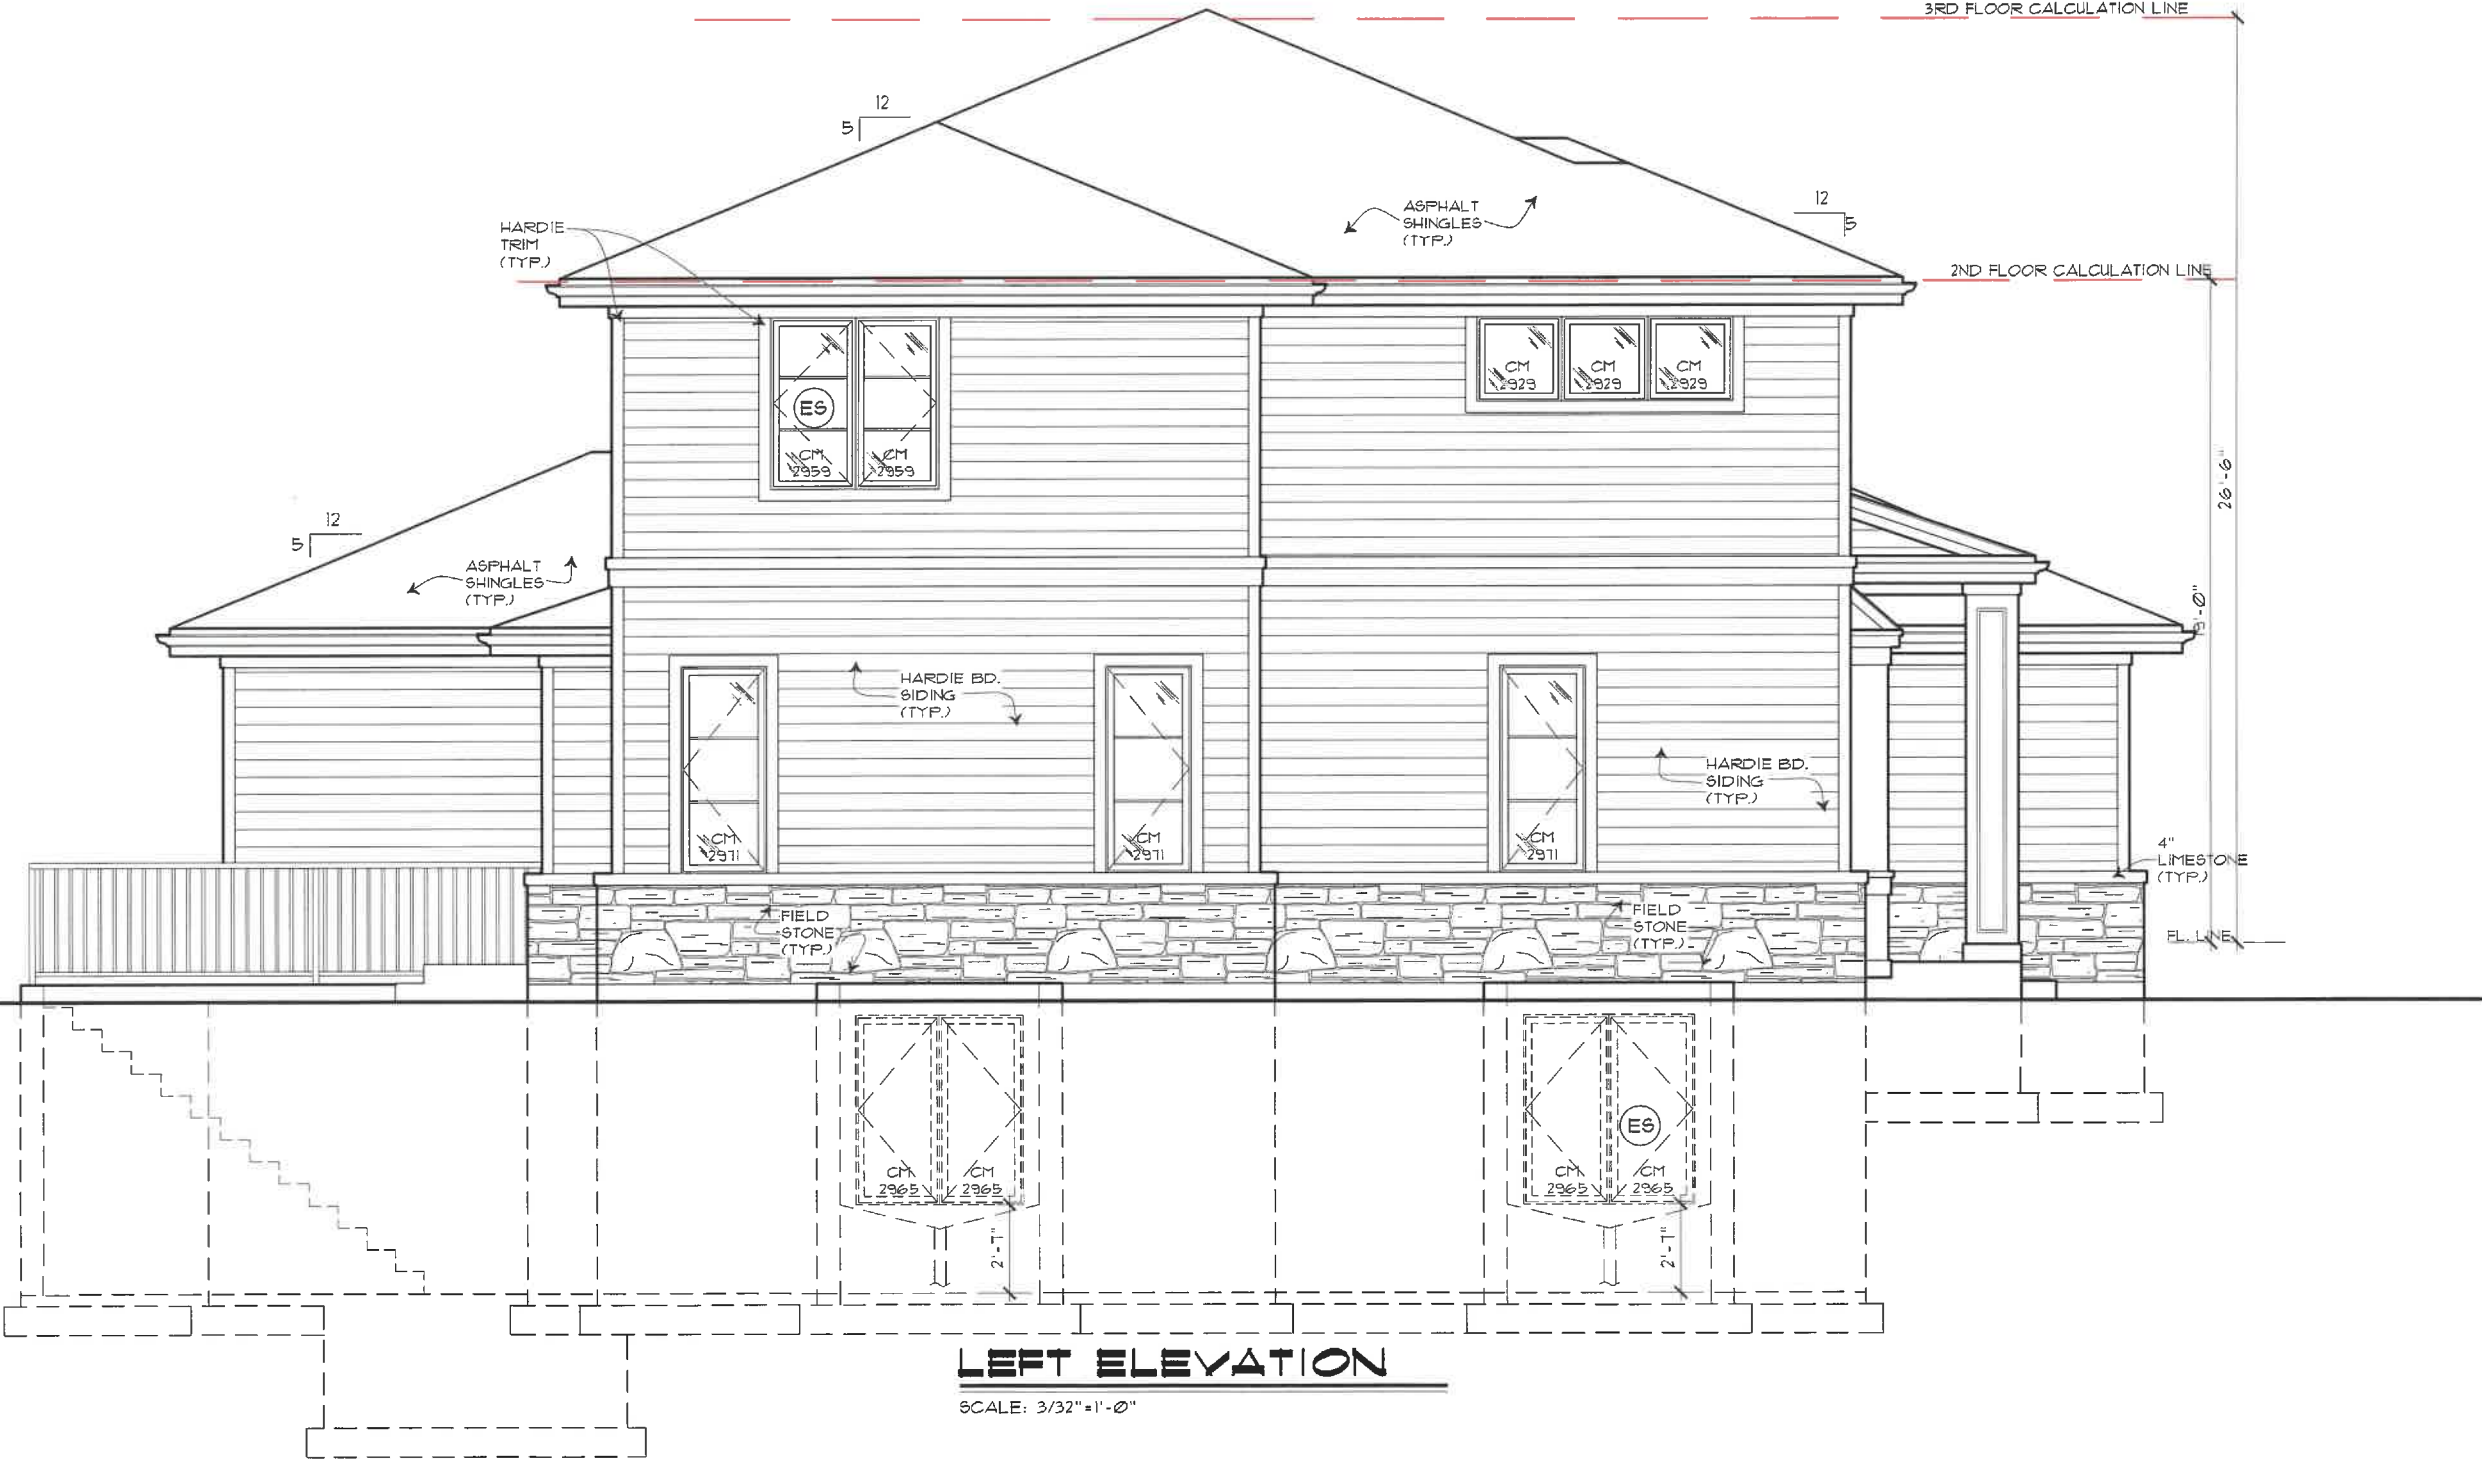 3RD FLOOR CALCULATION LINE
12
5
ASPHALT
SHINGLES
(TYP.)
12
5
HARDIE
TRIM
(TYP.)
2ND FLOOR CALCULATION LINE
CM
2929
CM
2929
CM
2929
ES
CM
2959
CM
2959
26'-6"
12
5
ASPHALT
SHINGLES
(TYP.)
19'-0"
HARDIE BD.
SIDING
(TYP.)
HARDIE BD.
SIDING
(TYP.)
CM
2971
CM
2971
CM
2971
4"
LIMESTONE
(TYP.)
FIELD
STONE
(TYP.)
FIELD
STONE
(TYP.)
FL. LINE
ES
CM
2965
CM
2965
CM
2965
CM
2965
2'-7"
2'-7"
LEFT ELEVATION
SCALE: 3/32"=1'-0"